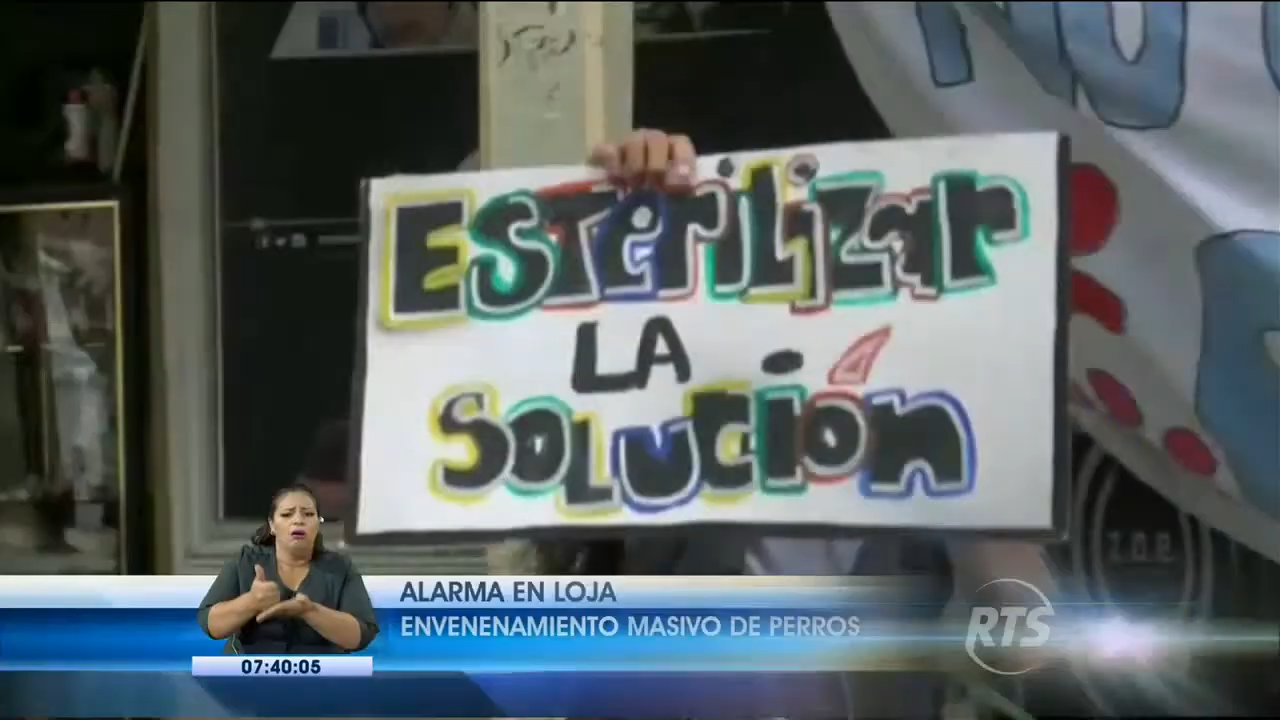 ESTErILIZar
LA
SOLUCIÓn
I.D.R.
ALARMA EN LOJA
ENVENENAMIENTO MASIVO DE PERROS
RTS
07:40:05